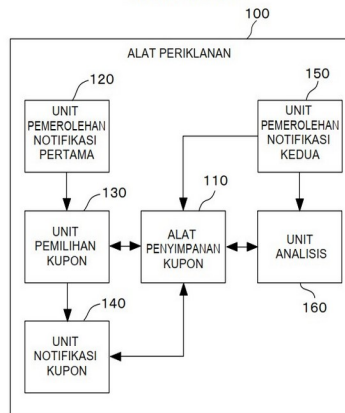 100
ALAT PERIKLANAN
120
UNIT
PEMEROLEHAN
NOTIFIKASI
PERTAMA
150
UNIT
PEMEROLEHAN
NOTIFIKASI
KEDUA
130
UNIT
PEMILIHAN
KUPON
110
ALAT
PENYIMPANAN
KUPON
UNIT
ANALISIS
160
140
UNIT
NOTIFIKASI
KUPON